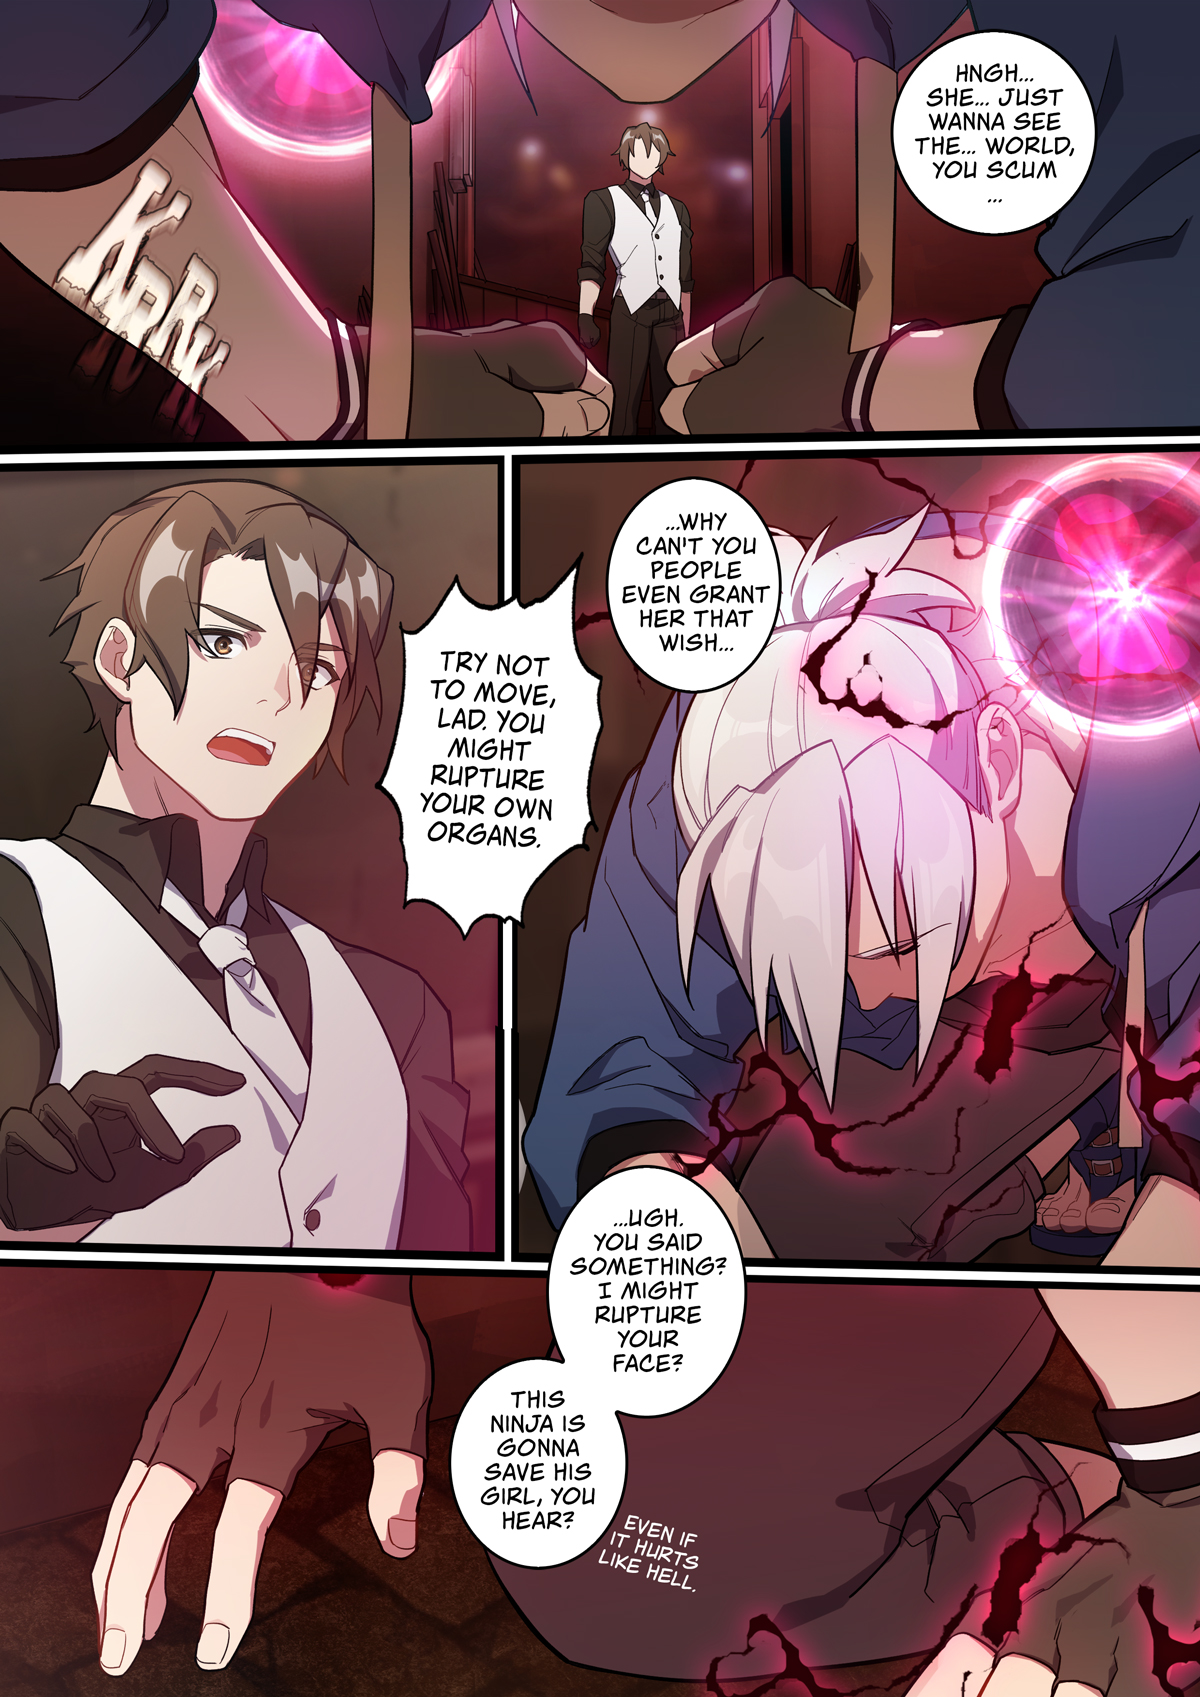 HNGH...
SHE... JUST
WANNA SEE
THE... WORLD,
YOU SCUM
...
...WHY
CAN'T YOU
PEOPLE
EVEN GRANT
HER THAT
WISH...
TRY NOT
TO MOVE,
LAD. YOU
MIGHT
RUPTURE
YOUR OWN
ORGANS.
...UGH.
YOU SAID
SOMETHING?
I MIGHT
RUPTURE
YOUR
FACE?
THIS
NINJA IS
GONNA
SAVE HIS
GIRL, YOU
HEAR?
EVEN IF
IT HURTS
LIKE HELL.